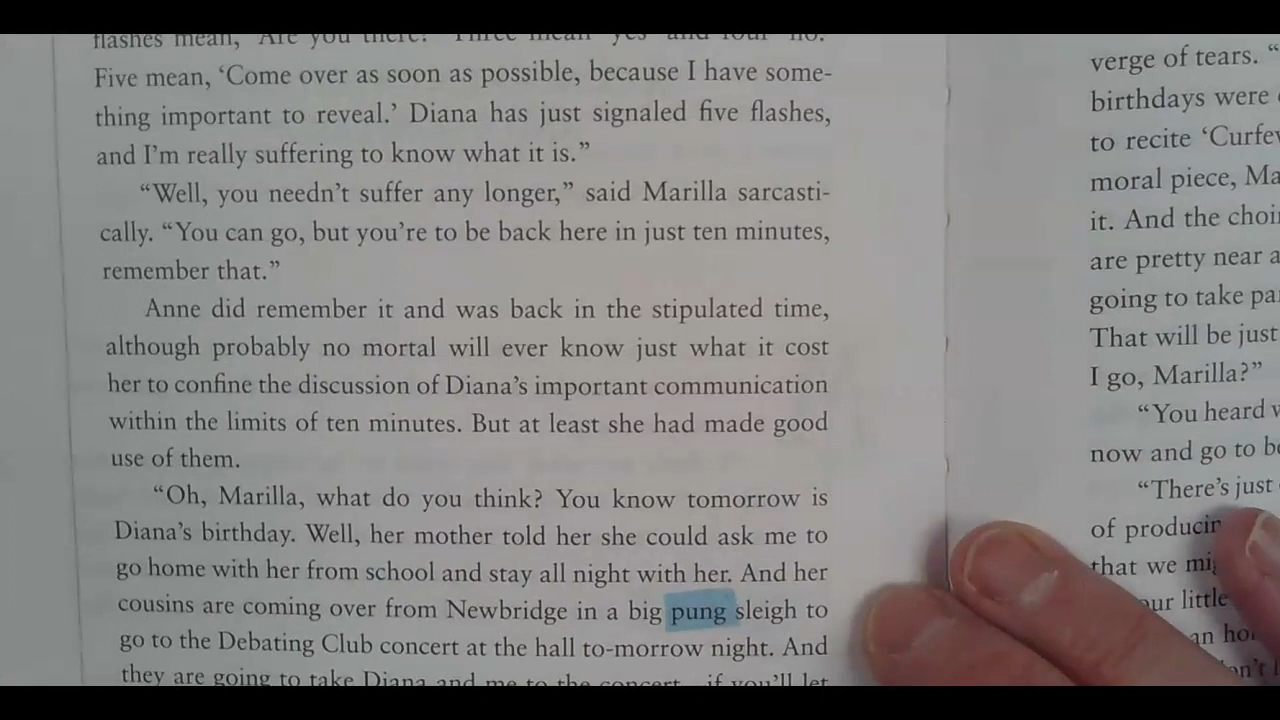 flashes mean, ‘Are you there?’ Three mean ‘yes’ and four ‘no.’
Five mean, ‘Come over as soon as possible, because I have some-
thing important to reveal.’ Diana has just signaled five flashes,
and I’m really suffering to know what it is.”
“Well, you needn’t suffer any longer,” said Marilla sarcasti-
cally. “You can go, but you’re to be back here in just ten minutes,
remember that.”
Anne did remember it and was back in the stipulated time,
although probably no mortal will ever know just what it cost
her to confine the discussion of Diana’s important communication
within the limits of ten minutes. But at least she had made good
use of them.
“Oh, Marilla, what do you think? You know tomorrow is
Diana’s birthday. Well, her mother told her she could ask me to
go home with her from school and stay all night with her. And her
cousins are coming over from Newbridge in a big pung sleigh to
go to the Debating Club concert at the hall to-morrow night. And
they are going to take Diana and me to the concert if you’ll let
verge of tears. “
birthdays were
to recite ‘Curfew
moral piece, Ma
it. And the choi
are pretty near a
going to take pa
That will be just
I go, Marilla?”
“You heard w
now and go to be
“There’s just
of producin
that we mi
our little
an ho